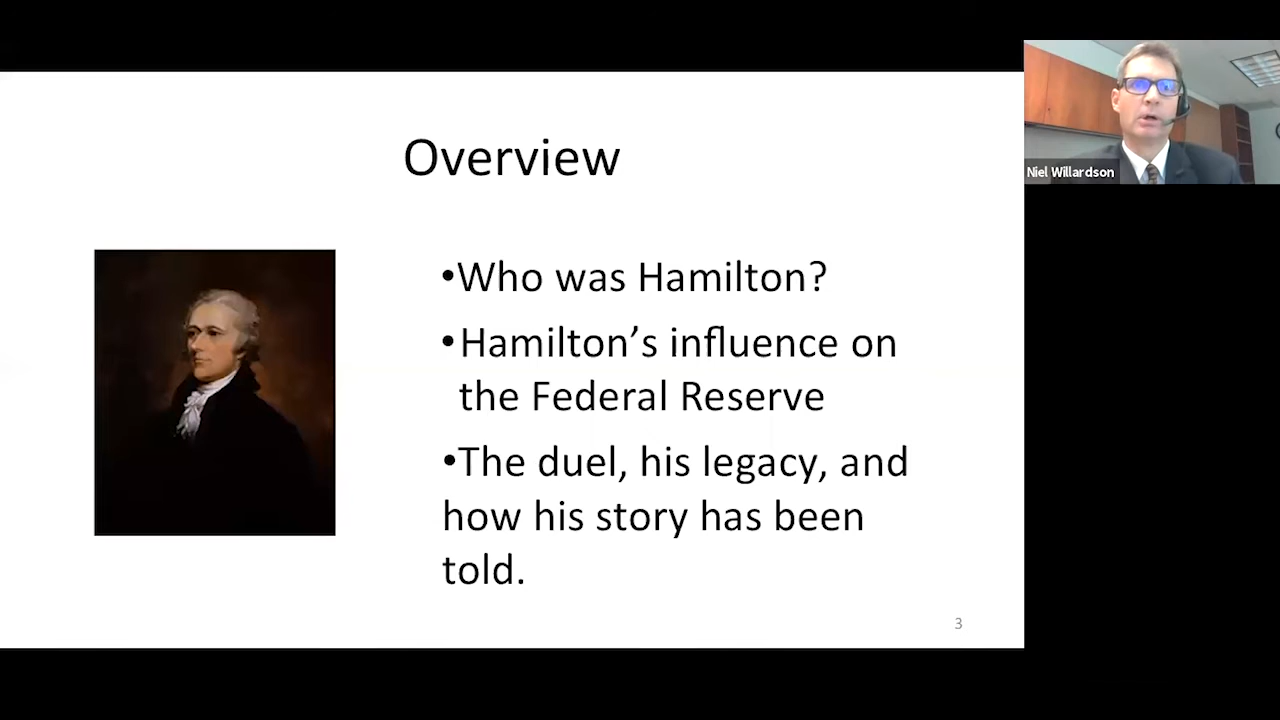 Overview
•Who was Hamilton?
•Hamilton’s influence on
the Federal Reserve
•The duel, his legacy, and
how his story has been
told.
3
Niel Willardson